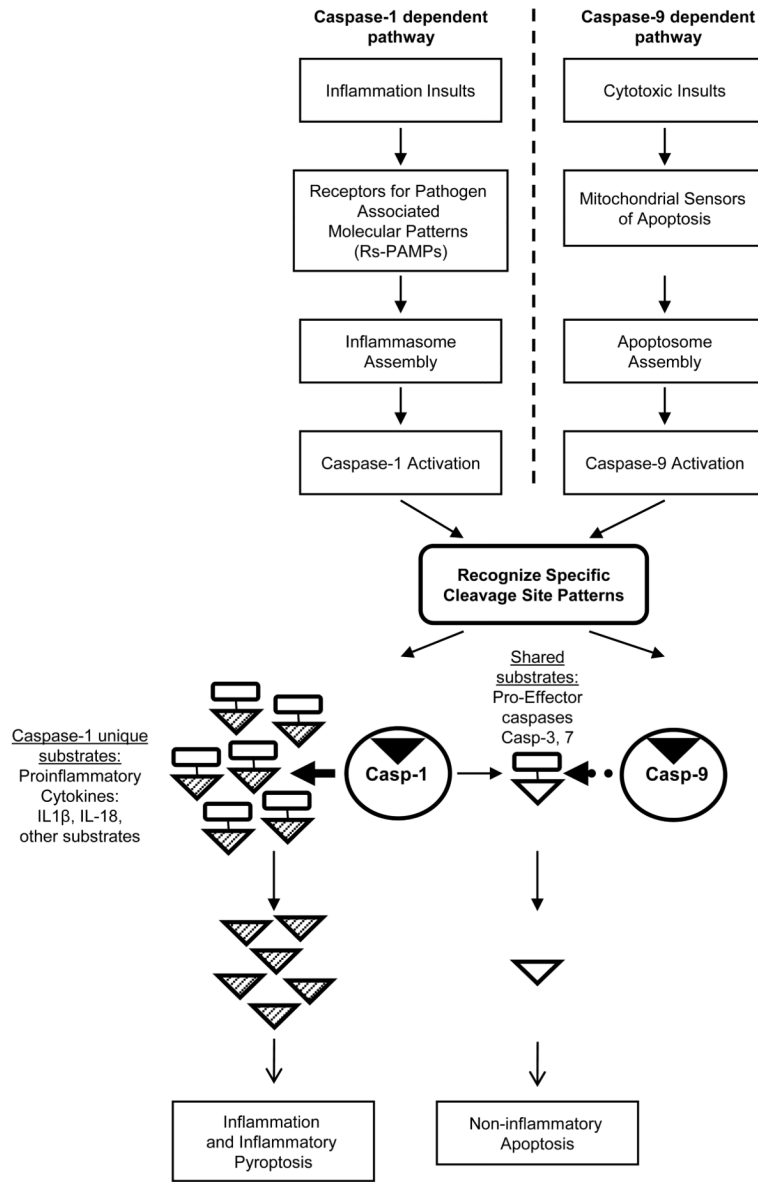 Caspase-1 dependent
pathway
Caspase-9 dependent
pathway
Inflammation Insults
Cytotoxic Insults
Receptors for Pathogen
Associated
Molecular Patterns
(Rs-PAMPs)
Mitochondrial Sensors
of Apoptosis
Inflammasome
Assembly
Apoptosome
Assembly
Caspase-1 Activation
Caspase-9 Activation
Recognize Specific
Cleavage Site Patterns
Shared
substrates:
Pro-Effector
caspases
Casp-3, 7
Caspase-1 unique
substrates:
Proinflammatory
Cytokines:
IL1β, IL-18,
other substrates
Casp-1
Casp-9
Inflammation
and Inflammatory
Pyroptosis
Non-inflammatory
Apoptosis